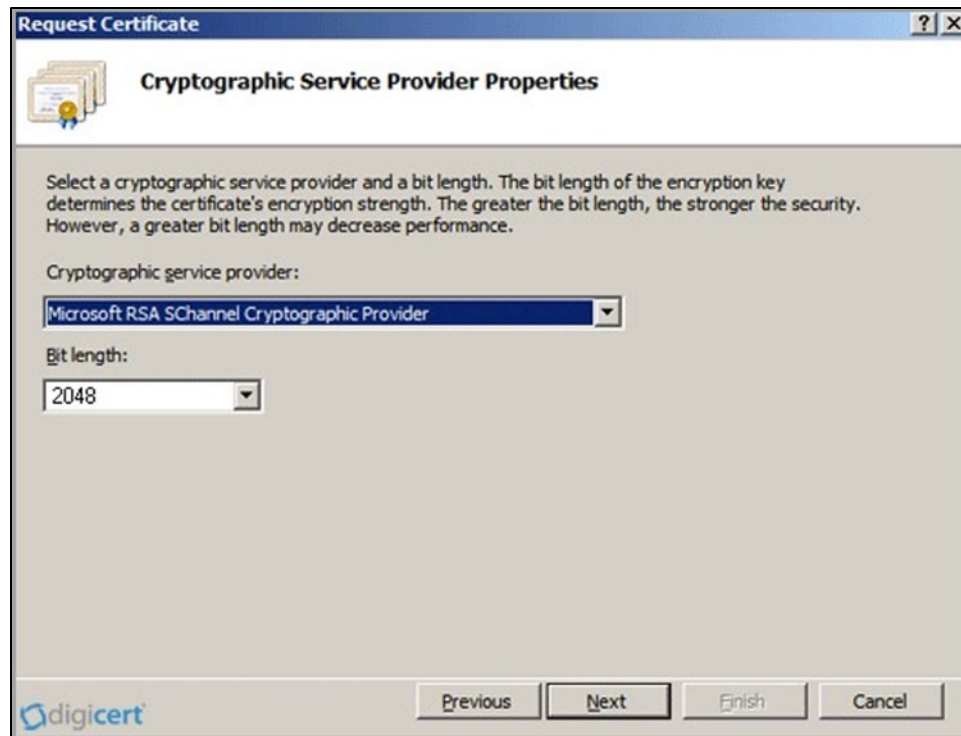 Request Certificate
Cryptographic Service Provider Properties
Select a cryptographic service provider and a bit length. The bit length of the encryption key
determines the certificate's encryption strength. The greater the bit length, the stronger the security.
However, a greater bit length may decrease performance.
Cryptographic service provider:
Microsoft RSA SChannel Cryptographic Provider
Bit length:
2048
digicert
Previous Next Finish Cancel